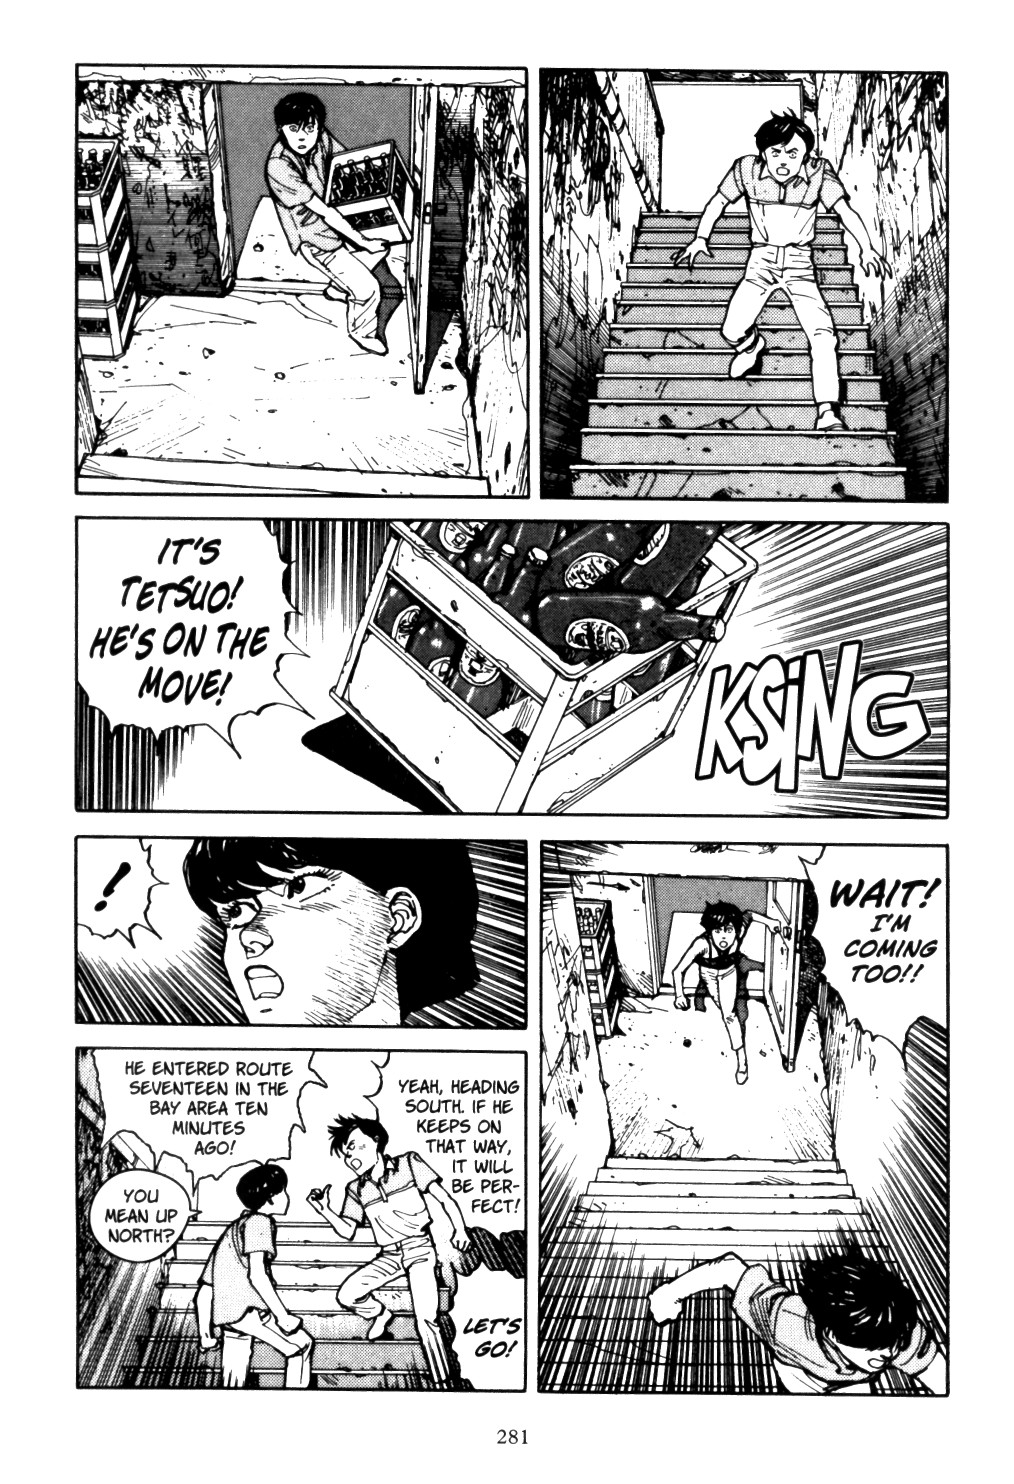 IT'S
TETSUO!
HE'S ON THE
MOVE!
KSiNG
!
HE ENTERED ROUTE
SEVENTEEN IN THE
BAY AREA TEN
MINUTES
AGO!
YOU
MEAN UP
NORTH?
YEAH, HEADING
SOUTH. IF HE
KEEPS ON
THAT WAY,
IT WILL
BE PER-
FECT!
LET'S
GO!
WAIT!
I'M
COMING
TOO!!
281